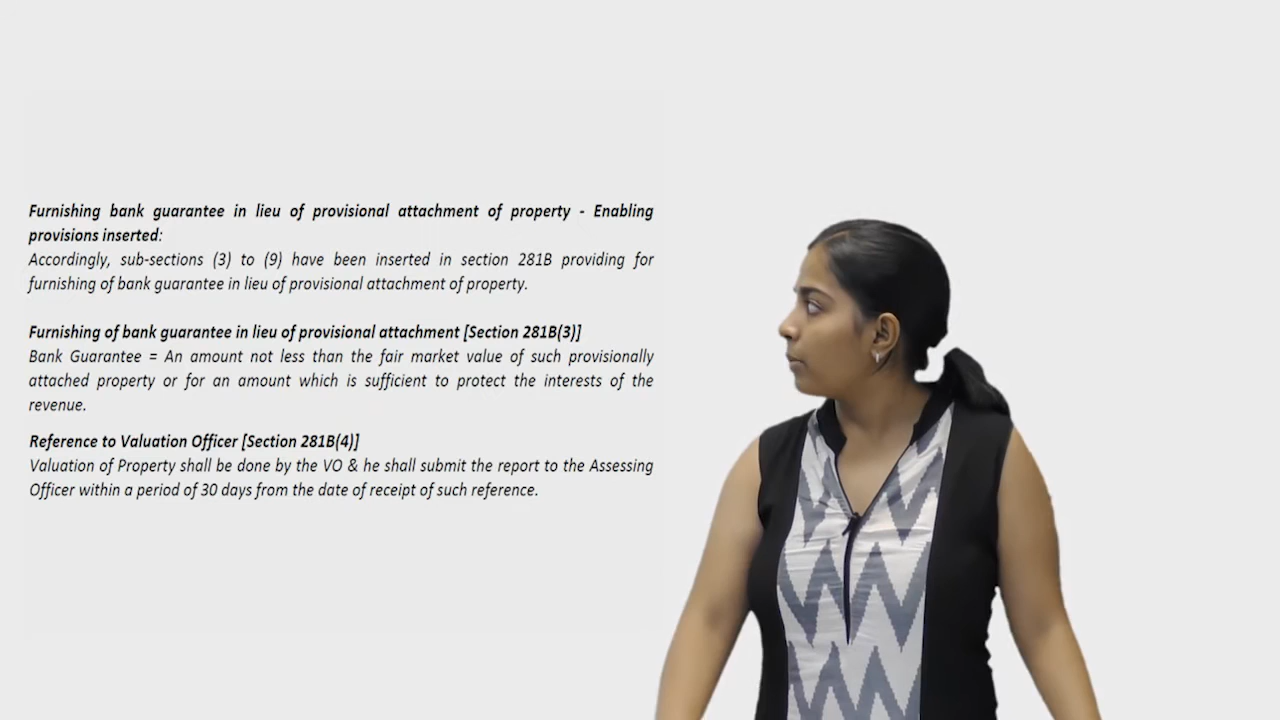 Furnishing bank guarantee in lieu of provisional attachment of property - Enabling
provisions inserted:
Accordingly, sub-sections (3) to (9) have been inserted in section 281B providing for
furnishing of bank guarantee in lieu of provisional attachment of property.
Furnishing of bank guarantee in lieu of provisional attachment [Section 281B(3)]
Bank Guarantee = An amount not less than the fair market value of such provisionally
attached property or for an amount which is sufficient to protect the interests of the
revenue.
Reference to Valuation Officer [Section 281B(4)]
Valuation of Property shall be done by the VO & he shall submit the report to the Assessing
Officer within a period of 30 days from the date of receipt of such reference.